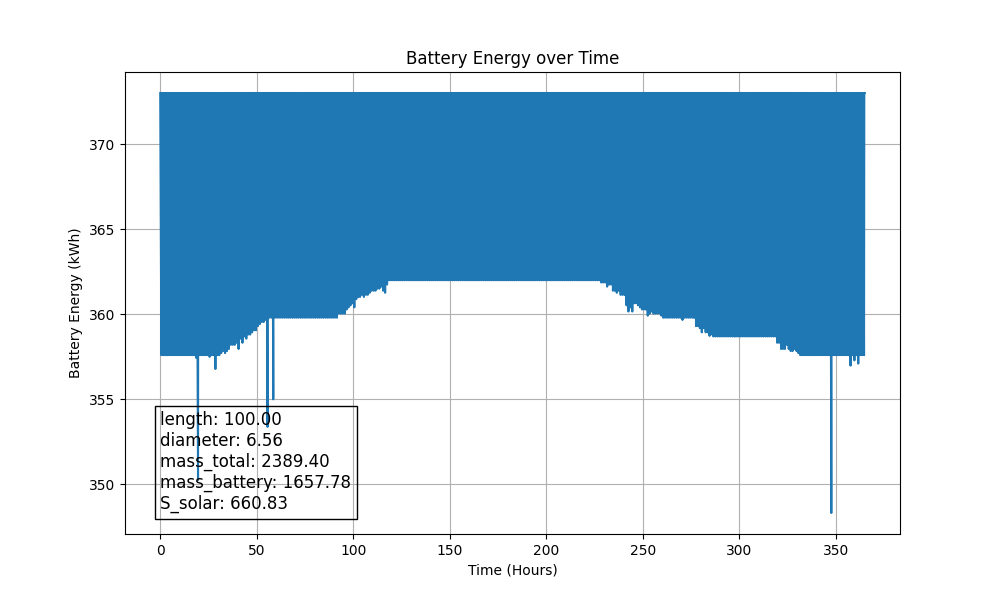 Battery Energy over Time
Battery Energy (kWh)
370
365
360
355
350
length: 100.00
diameter: 6.56
mass_total: 2389.40
mass_battery: 1657.78
S_solar: 660.83
0 50 100 150 200 250 300 350
Time (Hours)